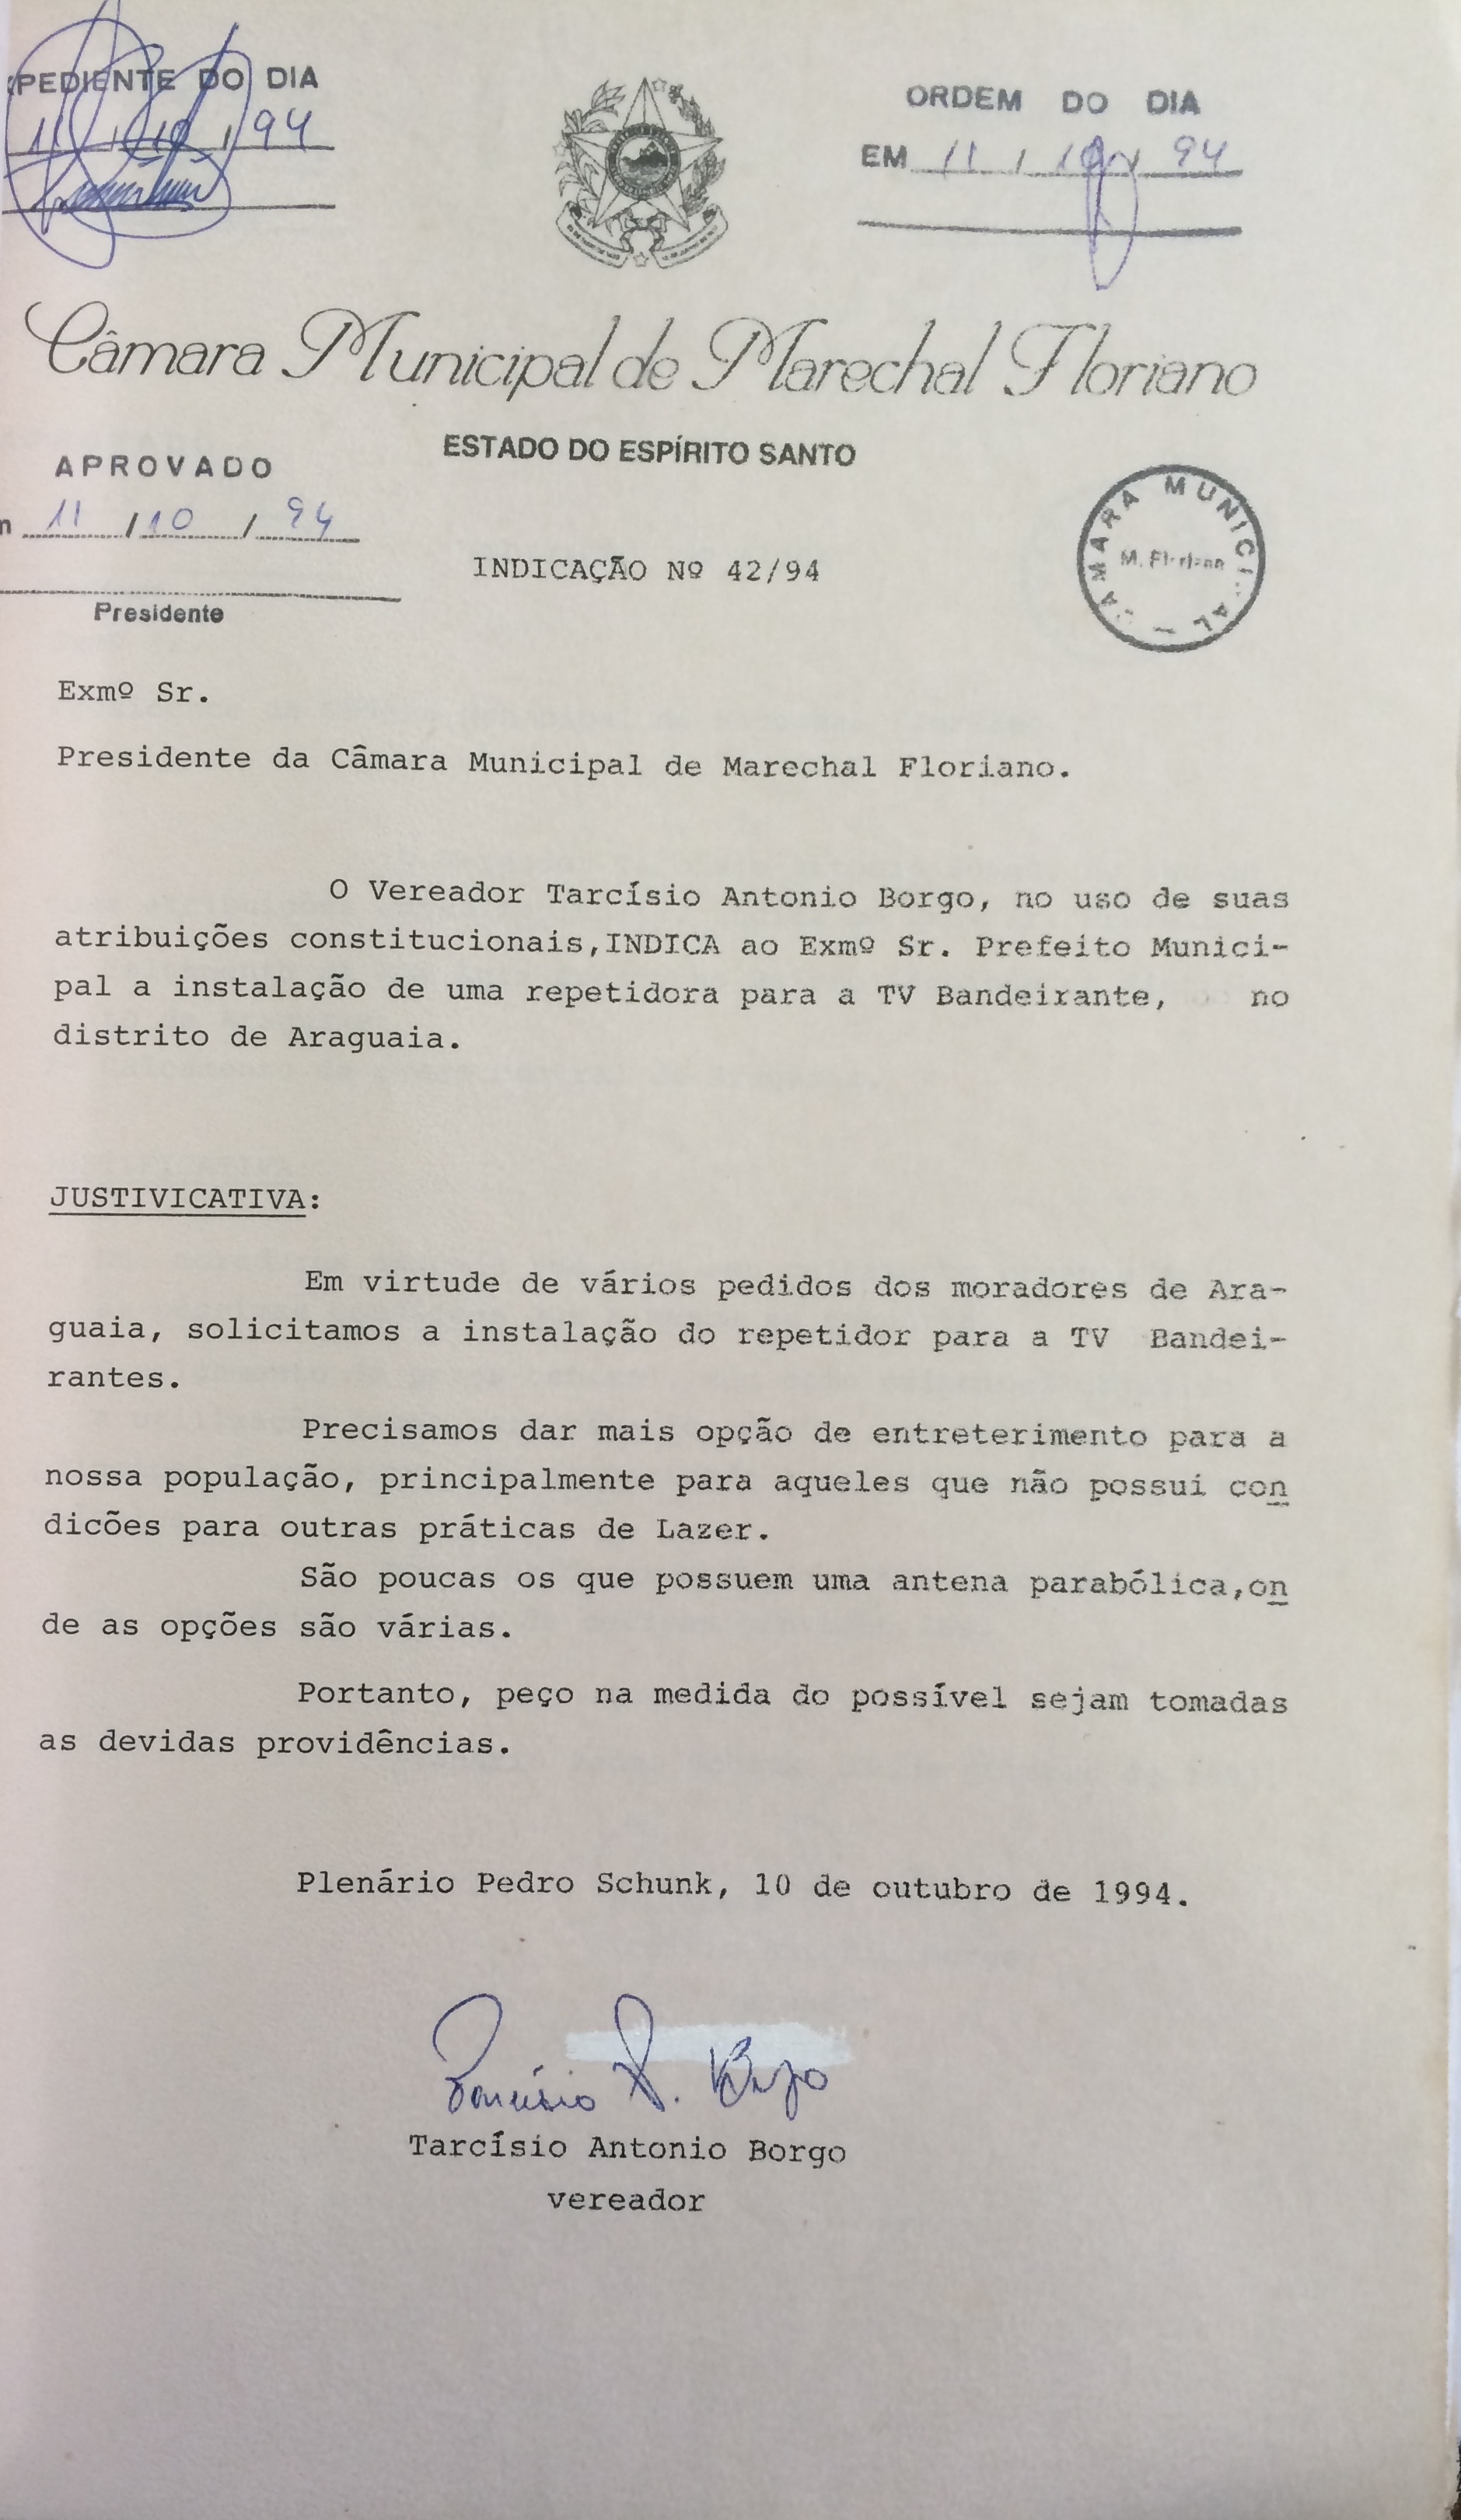 PEDIENTE DO DIA
11 / 10 / 94
ORDEM DO DIA
EM 11 / 10 / 94
Câmara Municipal de Marechal Floriano
ESTADO DO ESPÍRITO SANTO
APROVADO
11 / 10 / 94
Presidente
INDICAÇÃO Nº 42/94
MUNICI
M. Floriano
Exmº Sr.
Presidente da Câmara Municipal de Marechal Floriano.
O Vereador Tarcísio Antonio Borgo, no uso de suas
atribuições constitucionais,INDICA ao Exmº Sr. Prefeito Munici-
pal a instalação de uma repetidora para a TV Bandeirante, no
distrito de Araguaia.
JUSTIVICATIVA:
Em virtude de vários pedidos dos moradores de Ara-
guaia, solicitamos a instalação do repetidor para a TV Bandei-
rantes.
Precisamos dar mais opção de entreterimento para a
nossa população, principalmente para aqueles que não possui con
dicões para outras práticas de Lazer.
São poucas os que possuem uma antena parabólica,on
de as opções são várias.
Portanto, peço na medida do possível sejam tomadas
as devidas providências.
Plenário Pedro Schunk, 10 de outubro de 1994.
Tarcísio A. Borgo
Tarcísio Antonio Borgo
vereador